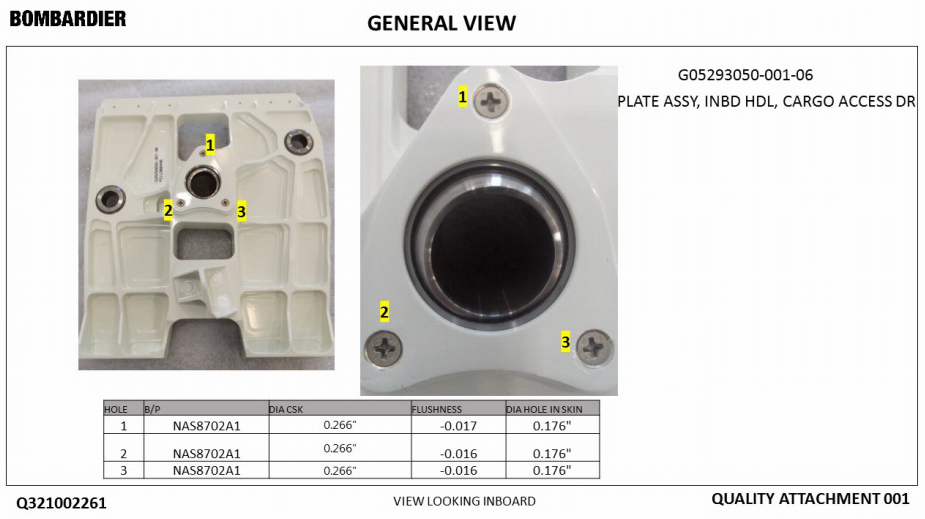 BOMBARDIER
GENERAL VIEW
G05293050-001-06
PLATE ASSY, INBD HDL, CARGO ACCESS DR
1
2
3
1
2
3
HOLE B/P DIA CSK FLUSHNESS DIA HOLE IN SKIN
1 NAS8702A1 0.266" -0.017 0.176"
2 NAS8702A1 0.266" -0.016 0.176"
3 NAS8702A1 0.266" -0.016 0.176"
Q321002261
VIEW LOOKING INBOARD
QUALITY ATTACHMENT 001